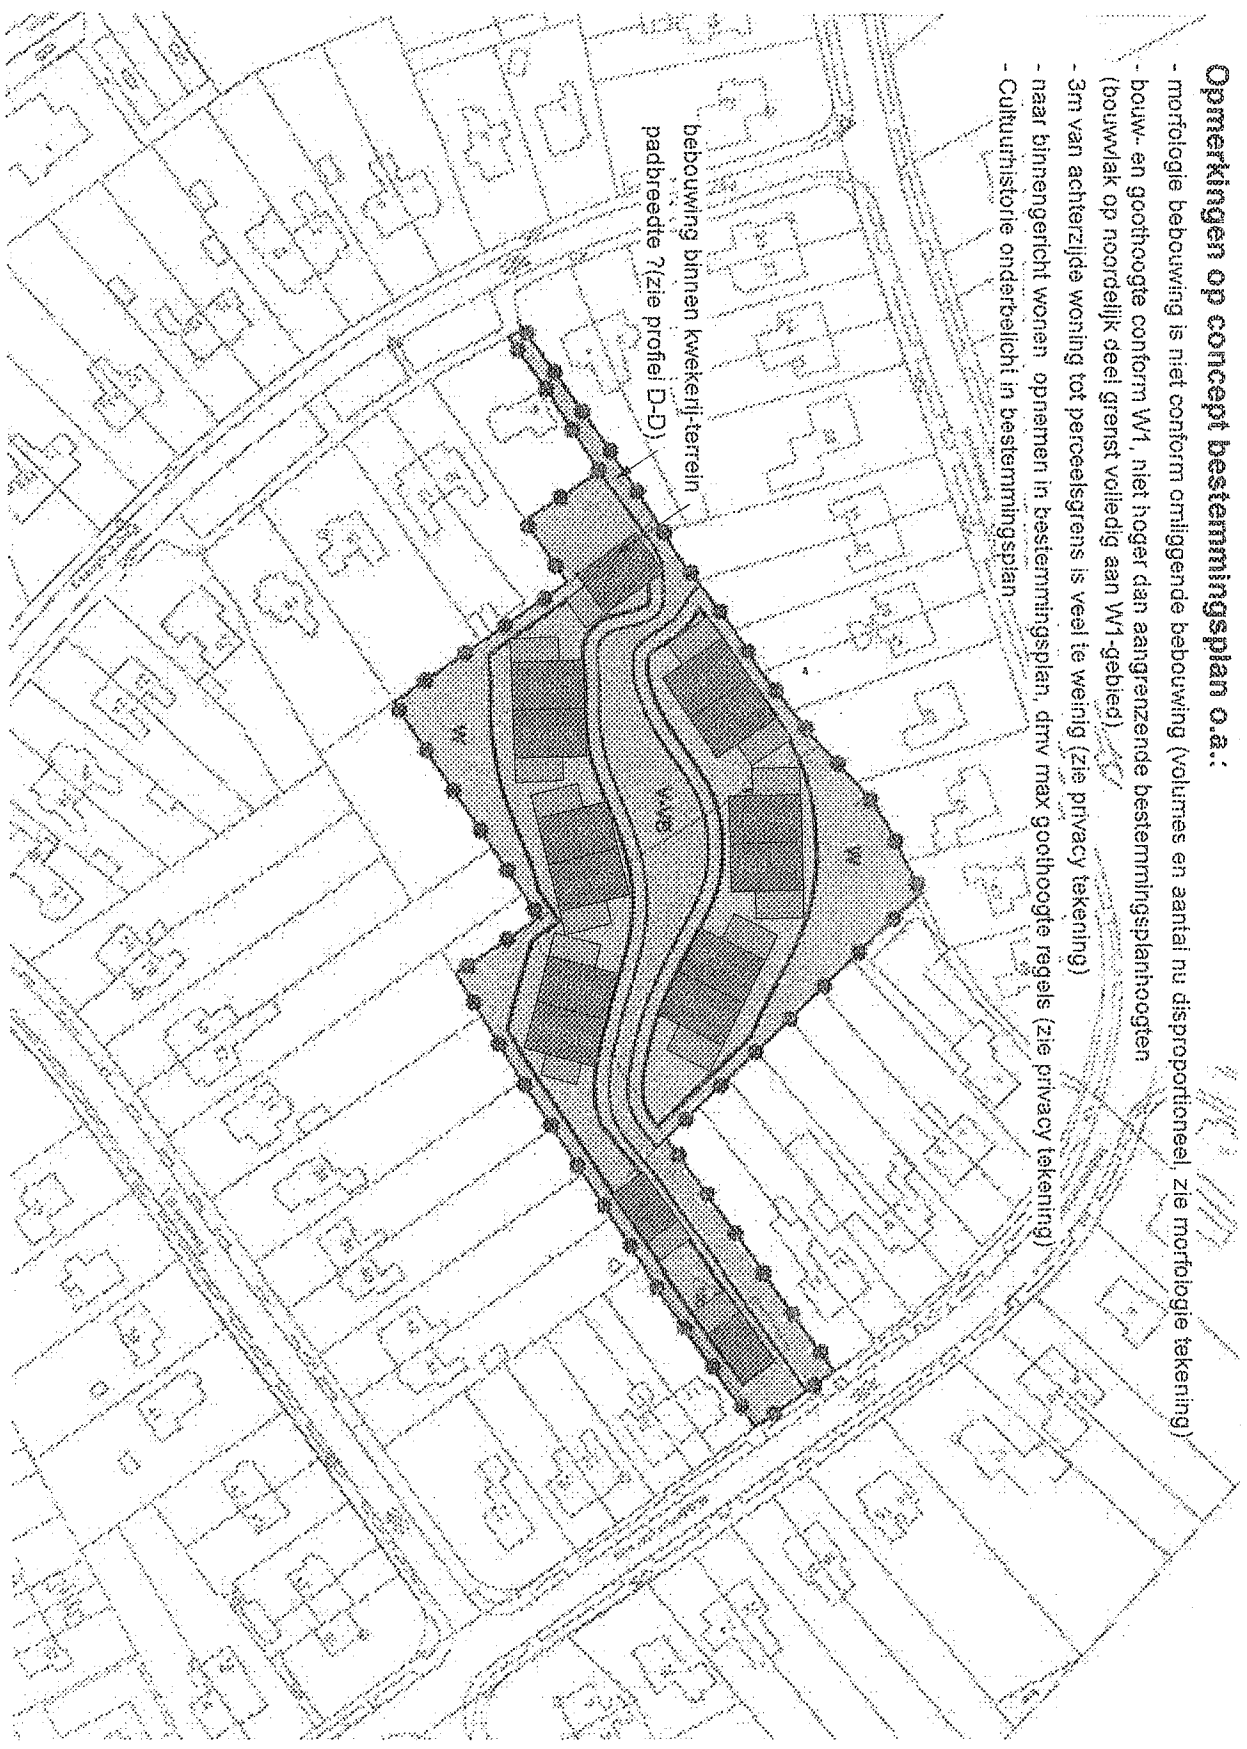 Opmerkingen op concept bestemmingsplan o.a.:
- morfologie bebouwing is niet conform omliggende bebouwing (volumes en aantal nu disproportioneel, zie morfologie tekening)
- bouw- en goothoogte conform W1, niet hoger dan aangrenzende bestemmingsplanhoogten
(bouwvlak op noordelijk deel grenst volledig aan W1-gebied)
- 3m van achterzijde woning tot perceelsgrens is veel te weinig (zie privacy tekening)
- naar binnengericht wonen opnemen in bestemmingsplan, dmv max goothoogte regels (zie privacy tekening)
- Cultuurhistorie onderbelicht in bestemmingsplan
bebouwing binnen kwekerij-terrein
padbreedte ?(zie profiel D-D)
W
V-VB
W